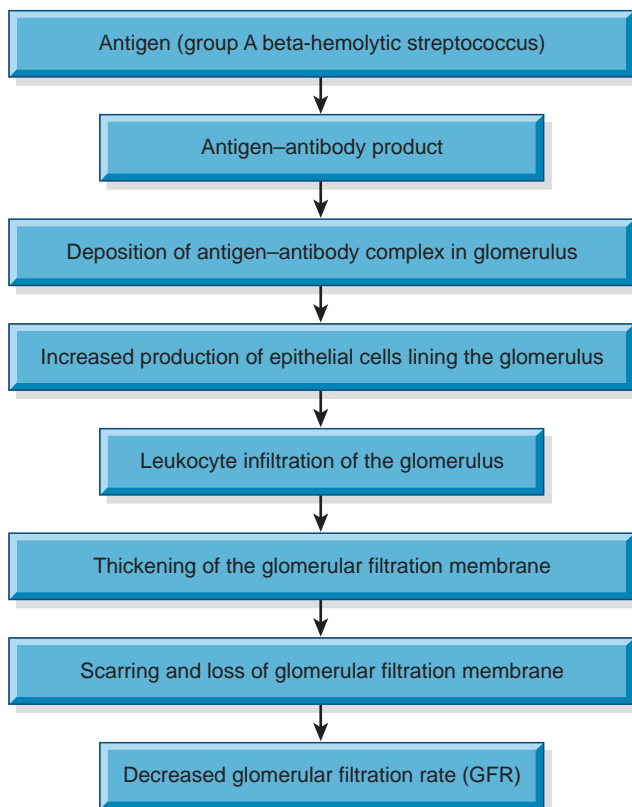 Antigen (group A beta-hemolytic streptococcus)
Antigen–antibody product
Deposition of antigen–antibody complex in glomerulus
Increased production of epithelial cells lining the glomerulus
Leukocyte infiltration of the glomerulus
Thickening of the glomerular filtration membrane
Scarring and loss of glomerular filtration membrane
Decreased glomerular filtration rate (GFR)